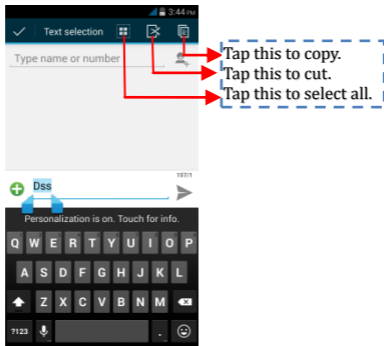 3:44 PM
Text selection
Type name or number
Tap this to copy.
Tap this to cut.
Tap this to select all.
157/1
Dss
Personalization is on. Touch for info.
Q W E R T Y U I O P
A S D F G H J K L
Z X C V B N M
?123 .